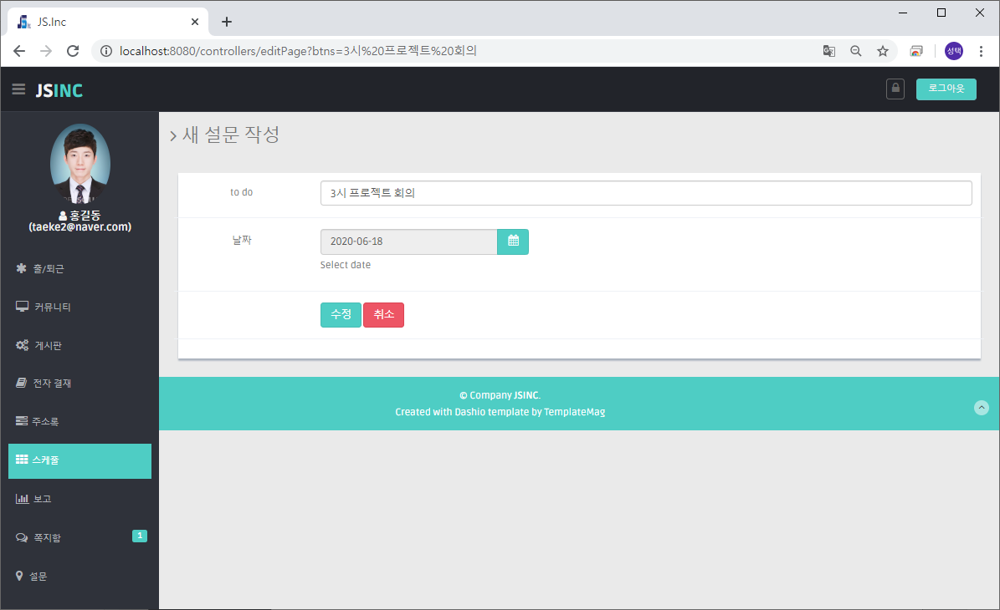 JS.Inc
localhost:8080/controllers/editPage?btns=3시%20프로젝트%20회의
선택
JSINC
로그아웃
홍길동
(taeke2@naver.com)
출/퇴근
커뮤니티
게시판
전자 결재
주소록
스케쥴
보고
쪽지함
1
설문
새 설문 작성
to do
3시 프로젝트 회의
날짜
2020-06-18
Select date
수정 취소
© Company JSINC.
Created with Dashio template by TemplateMag